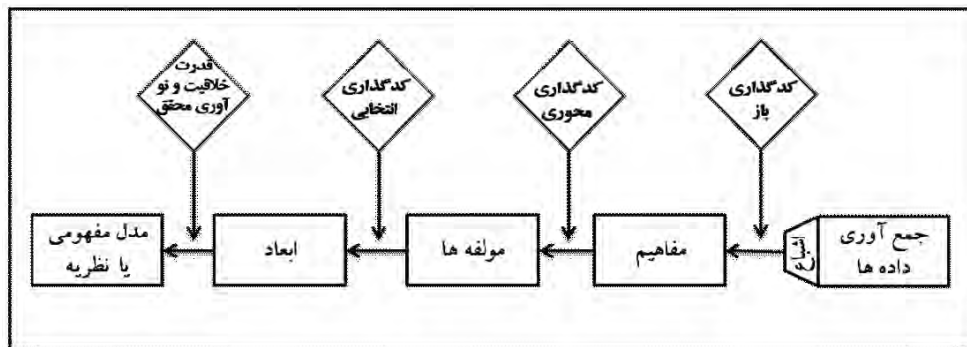 کدگذاری
باز
کدگذاری
محوری
کدگذاری
انتخابی
قدرت
خلاقیت و نو
آوری محقق
جمع آوری
داده ها
اشباع
مفاهیم
مولفه ها
ابعاد
مدل مفهومی
یا نظریه